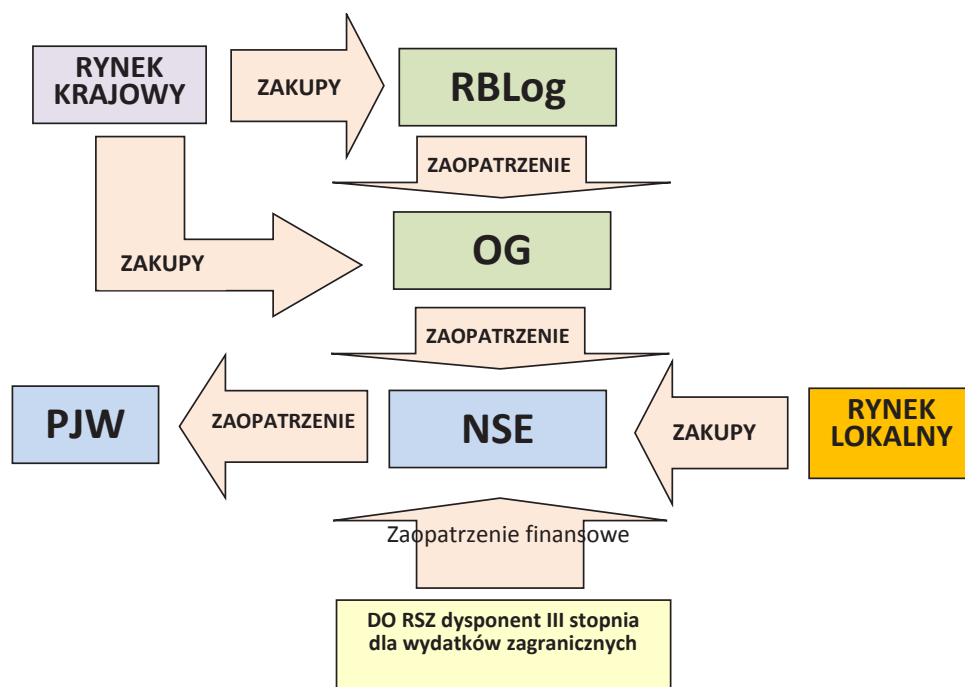 RYNEK
KRAJOWY
ZAKUPY
RBLog
ZAOPATRZENIE
OG
ZAKUPY
ZAOPATRZENIE
PJW
ZAOPATRZENIE
NSE
ZAKUPY
RYNEK
LOKALNY
Zaopatrzenie finansowe
DO RSZ dysponent III stopnia
dla wydatków zagranicznych